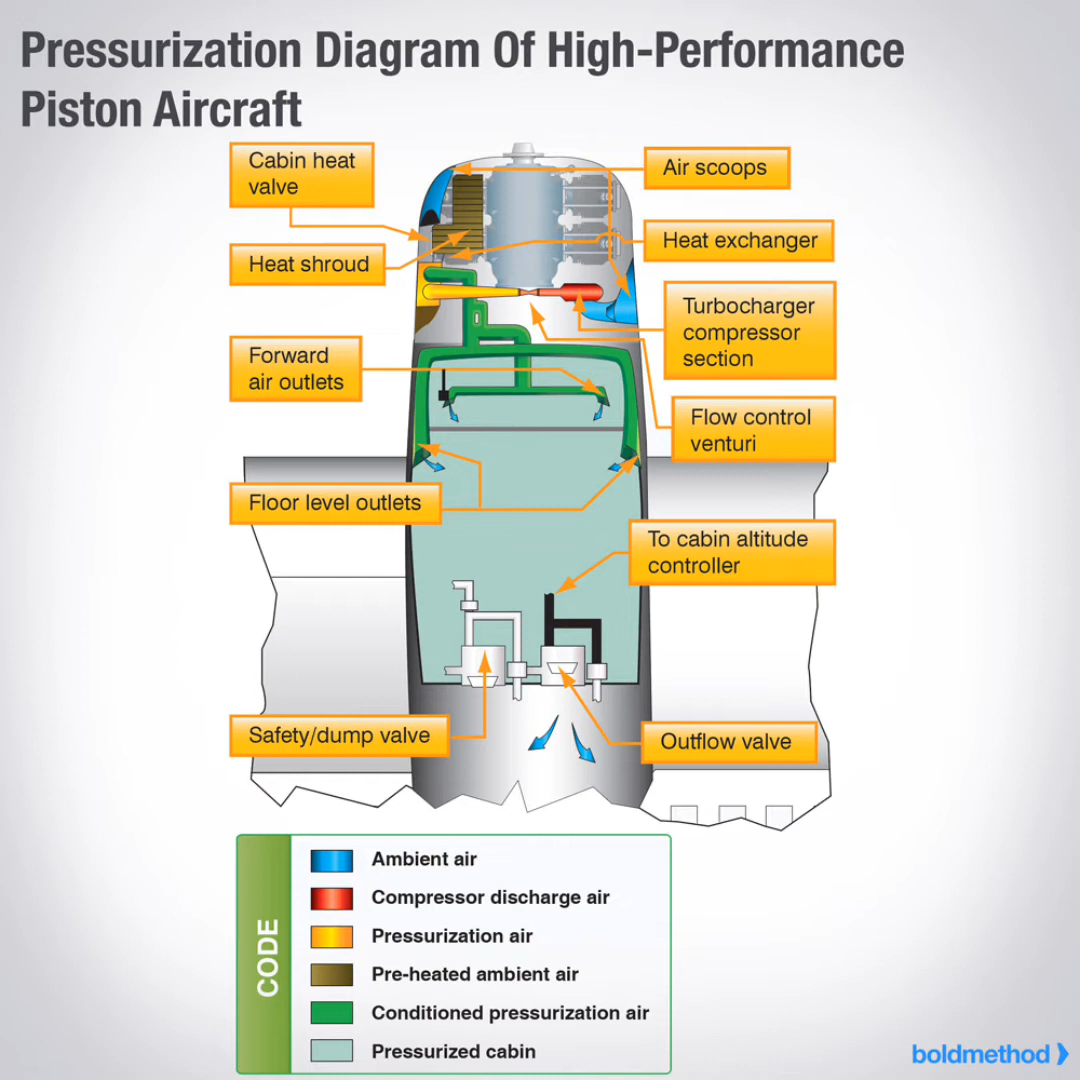 Pressurization Diagram Of High-Performance
Piston Aircraft
Cabin heat
valve
Air scoops
Heat shroud
Heat exchanger
Turbocharger
compressor
section
Forward
air outlets
Flow control
venturi
Floor level outlets
To cabin altitude
controller
Safety/dump valve
Outflow valve
CODE
Ambient air
Compressor discharge air
Pressurization air
Pre-heated ambient air
Conditioned pressurization air
Pressurized cabin
boldmethod